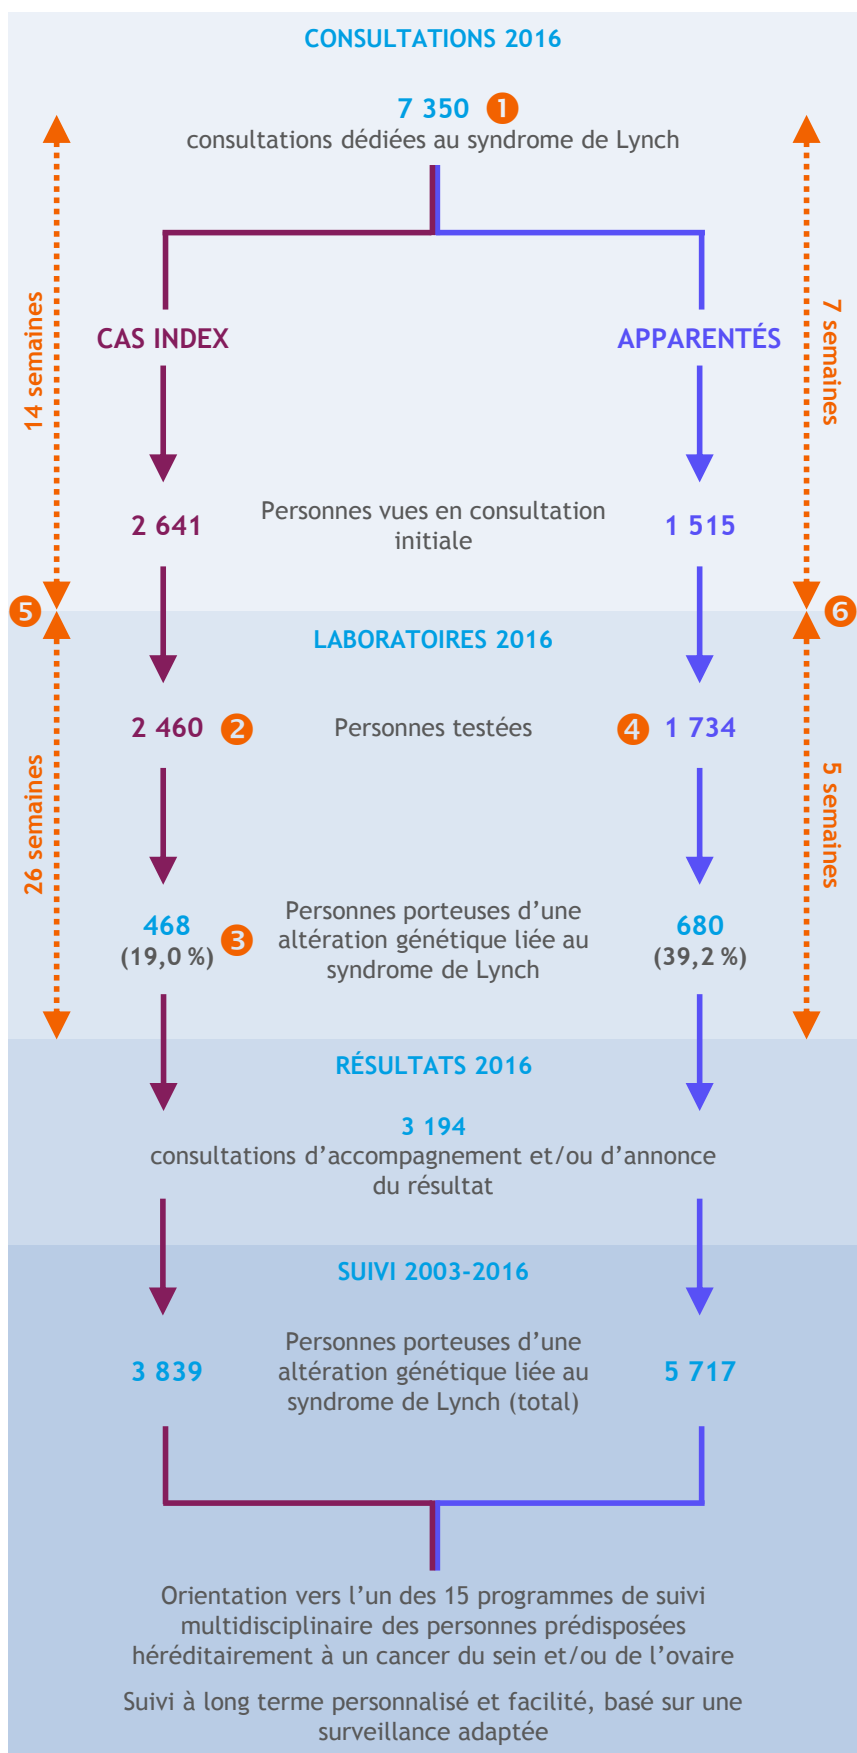 CONSULTATIONS 2016
7 350 1
consultations dédiées au syndrome de Lynch
14 semaines
7 semaines
CAS INDEX
APPARENTÉS
2 641
Personnes vues en consultation
initiale
1 515
5
6
LABORATOIRES 2016
2 460 2
Personnes testées
4 1 734
26 semaines
5 semaines
468
(19,0 %)
3
Personnes porteuses d’une
altération génétique liée au
syndrome de Lynch
680
(39,2 %)
RÉSULTATS 2016
3 194
consultations d’accompagnement et/ou d’annonce
du résultat
SUIVI 2003-2016
3 839
Personnes porteuses d’une
altération génétique liée au
syndrome de Lynch (total)
5 717
Orientation vers l’un des 15 programmes de suivi
multidisciplinaire des personnes prédisposées
héréditairement à un cancer du sein et/ou de l’ovaire
Suivi à long terme personnalisé et facilité, basé sur une
surveillance adaptée